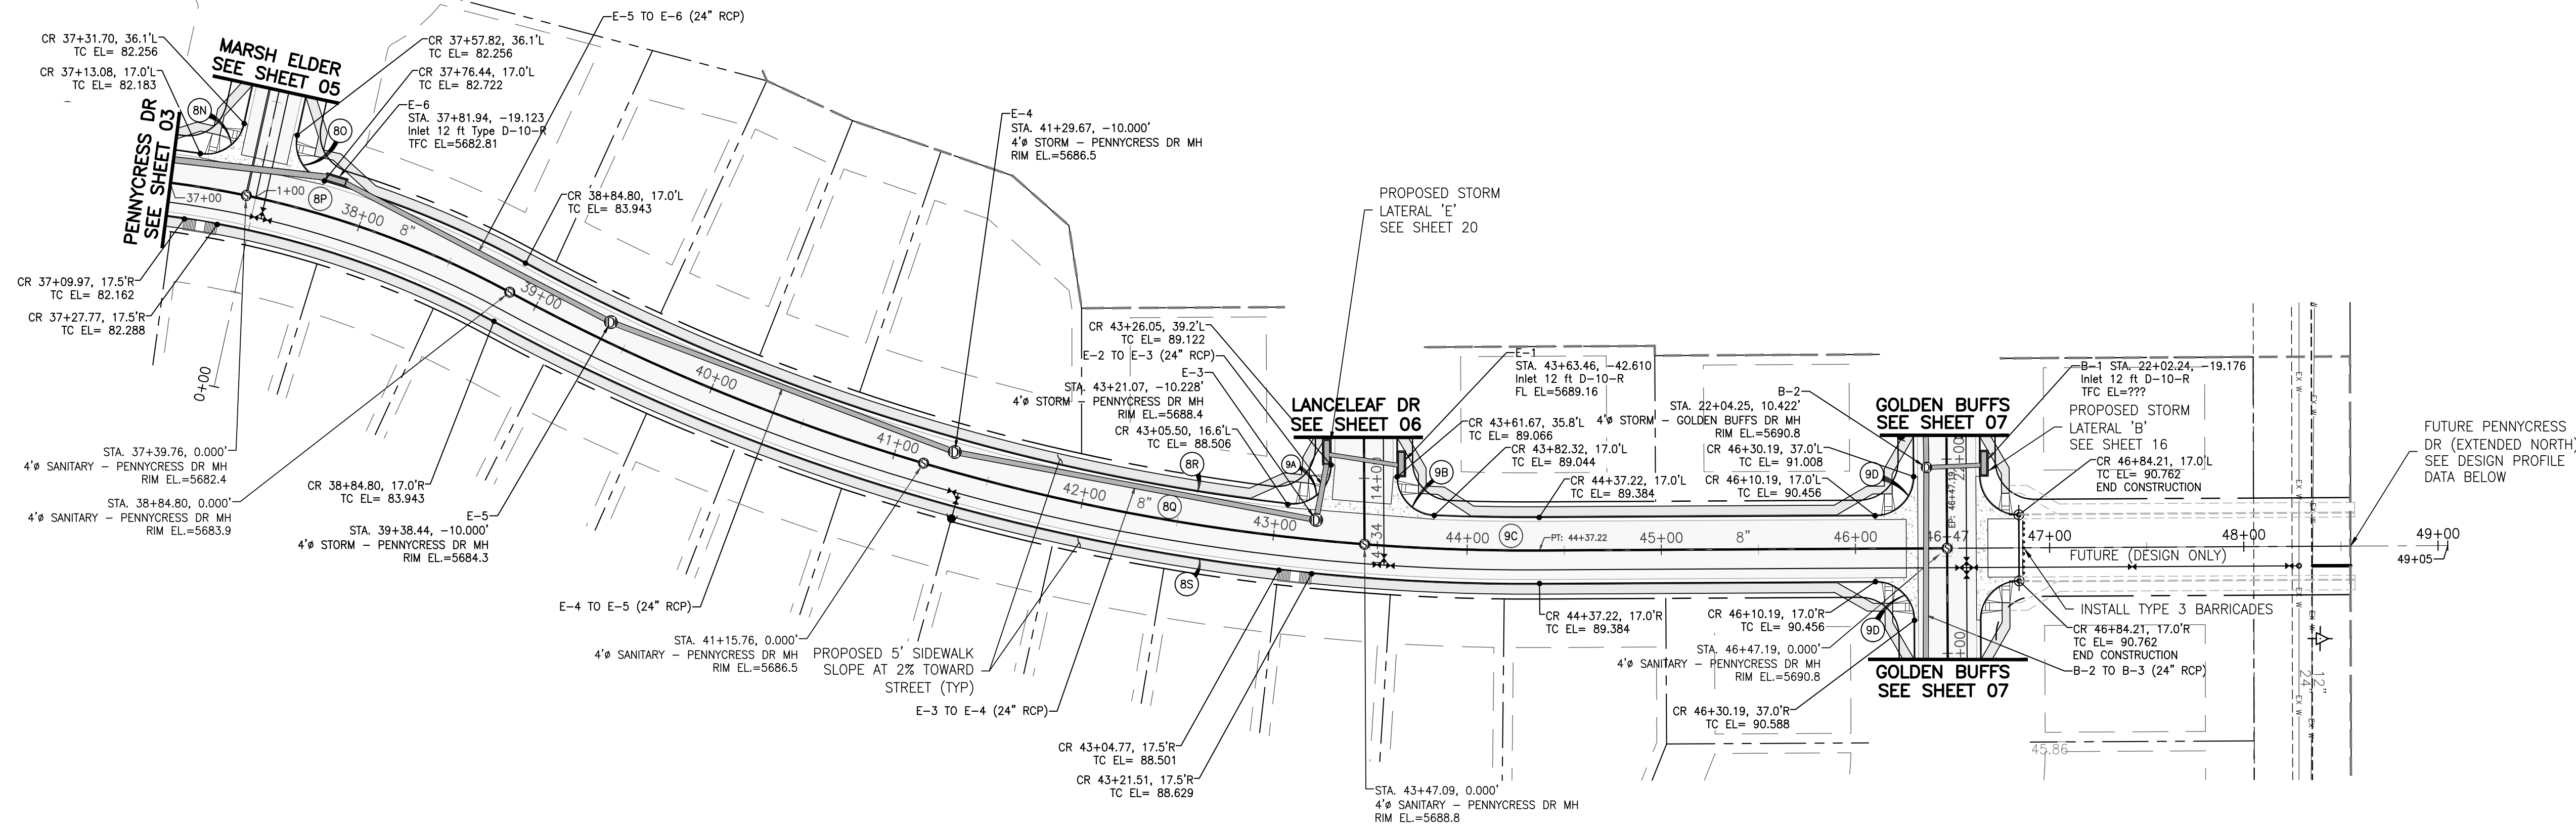 E-5 TO E-6 (24" RCP)
CR 37+31.70, 36.1'L
TC EL= 82.256
CR 37+13.08, 17.0'L
TC EL= 82.183
MARSH ELDER
SEE SHEET 05
CR 37+57.82, 36.1'L
TC EL= 82.256
CR 37+76.44, 17.0'L
TC EL= 82.722
E-6
STA. 37+81.94, -19.123
Inlet 12 ft Type D-10-R
TFC EL=5682.81
PENNYCRESS DR
SEE SHEET 03
8N
8O
8P
37+00
1+00
38+00
8"
39+00
0+00
CR 38+84.80, 17.0'L
TC EL= 83.943
E-4
STA. 41+29.67, -10.000'
4'ø STORM - PENNYCRESS DR MH
RIM EL.=5686.5
PROPOSED STORM
LATERAL 'E'
SEE SHEET 20
CR 37+09.97, 17.5'R
TC EL= 82.162
CR 37+27.77, 17.5'R
TC EL= 82.288
STA. 37+39.76, 0.000'
4'ø SANITARY - PENNYCRESS DR MH
RIM EL.=5682.4
STA. 38+84.80, 0.000'
4'ø SANITARY - PENNYCRESS DR MH
RIM EL.=5683.9
CR 38+84.80, 17.0'R
TC EL= 83.943
E-5
STA. 39+38.44, -10.000'
4'ø STORM - PENNYCRESS DR MH
RIM EL.=5684.3
D
D
D
40+00
41+00
42+00
8"
8Q
43+00
8R
8S
E-4 TO E-5 (24" RCP)
STA. 41+15.76, 0.000'
4'ø SANITARY - PENNYCRESS DR MH
RIM EL.=5686.5
PROPOSED 5' SIDEWALK
SLOPE AT 2% TOWARD
STREET (TYP)
E-3 TO E-4 (24" RCP)
CR 43+26.05, 39.2'L
TC EL= 89.122
E-2 TO E-3 (24" RCP)
E-3
STA. 43+21.07, -10.228'
4'ø STORM - PENNYCRESS DR MH
RIM EL.=5688.4
CR 43+05.50, 16.6'L
TC EL= 88.506
LANCELEAF DR
SEE SHEET 06
9A
9B
14+00
14-34
E-1
STA. 43+63.46, -42.610
Inlet 12 ft D-10-R
FL EL=5689.16
CR 43+61.67, 35.8'L
TC EL= 89.066
CR 43+82.32, 17.0'L
TC EL= 89.044
CR 44+37.22, 17.0'L
TC EL= 89.384
44+00
9C
PT: 44+37.22
45+00
8"
46+00
46+47
CR 44+37.22, 17.0'R
TC EL= 89.384
CR 43+04.77, 17.5'R
TC EL= 88.501
CR 43+21.51, 17.5'R
TC EL= 88.629
STA. 43+47.09, 0.000'
4'ø SANITARY - PENNYCRESS DR MH
RIM EL.=5688.8
B-2
STA. 22+04.25, 10.422'
4'ø STORM - GOLDEN BUFFS DR MH
RIM EL.=5690.8
CR 46+30.19, 37.0'L
TC EL= 91.008
CR 46+10.19, 17.0'L
TC EL= 90.456
9D
GOLDEN BUFFS
SEE SHEET 07
EP: 46+47.19
B-1 STA. 22+02.24, -19.176
Inlet 12 ft D-10-R
TFC EL=???
PROPOSED STORM
LATERAL 'B'
SEE SHEET 16
CR 46+84.21, 17.0'L
TC EL= 90.762
END CONSTRUCTION
47+00
48+00
49+00
49+05
FUTURE (DESIGN ONLY)
FUTURE PENNYCRESS
DR (EXTENDED NORTH)
SEE DESIGN PROFILE
DATA BELOW
INSTALL TYPE 3 BARRICADES
CR 46+84.21, 17.0'R
TC EL= 90.762
END CONSTRUCTION
B-2 TO B-3 (24" RCP)
CR 46+10.19, 17.0'R
TC EL= 90.456
9D
STA. 46+47.19, 0.000'
4'ø SANITARY - PENNYCRESS DR MH
RIM EL.=5690.8
CR 46+30.19, 37.0'R
TC EL= 90.588
GOLDEN BUFFS
SEE SHEET 07
45.86
EX W
EX W
EX W
EX W
12"
24"